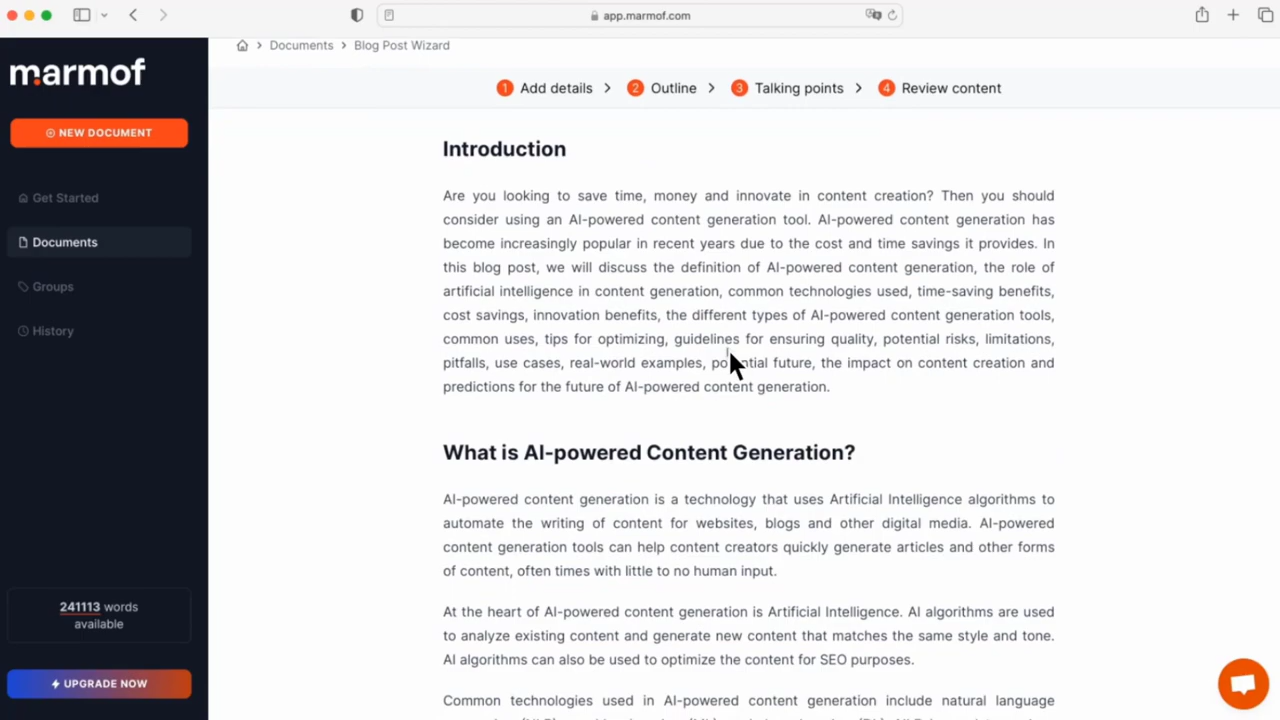 app.marmof.com
marmof
NEW DOCUMENT
Get Started
Documents
Groups
History
241113 words
available
UPGRADE NOW
Documents > Blog Post Wizard
1 Add details > 2 Outline > 3 Talking points > 4 Review content
Introduction
Are you looking to save time, money and innovate in content creation? Then you should
consider using an AI-powered content generation tool. AI-powered content generation has
become increasingly popular in recent years due to the cost and time savings it provides. In
this blog post, we will discuss the definition of AI-powered content generation, the role of
artificial intelligence in content generation, common technologies used, time-saving benefits,
cost savings, innovation benefits, the different types of AI-powered content generation tools,
common uses, tips for optimizing, guidelines for ensuring quality, potential risks, limitations,
pitfalls, use cases, real-world examples, potential future, the impact on content creation and
predictions for the future of AI-powered content generation.
What is AI-powered Content Generation?
AI-powered content generation is a technology that uses Artificial Intelligence algorithms to
automate the writing of content for websites, blogs and other digital media. AI-powered
content generation tools can help content creators quickly generate articles and other forms
of content, often times with little to no human input.
At the heart of AI-powered content generation is Artificial Intelligence. AI algorithms are used
to analyze existing content and generate new content that matches the same style and tone.
AI algorithms can also be used to optimize the content for SEO purposes.
Common technologies used in AI-powered content generation include natural language